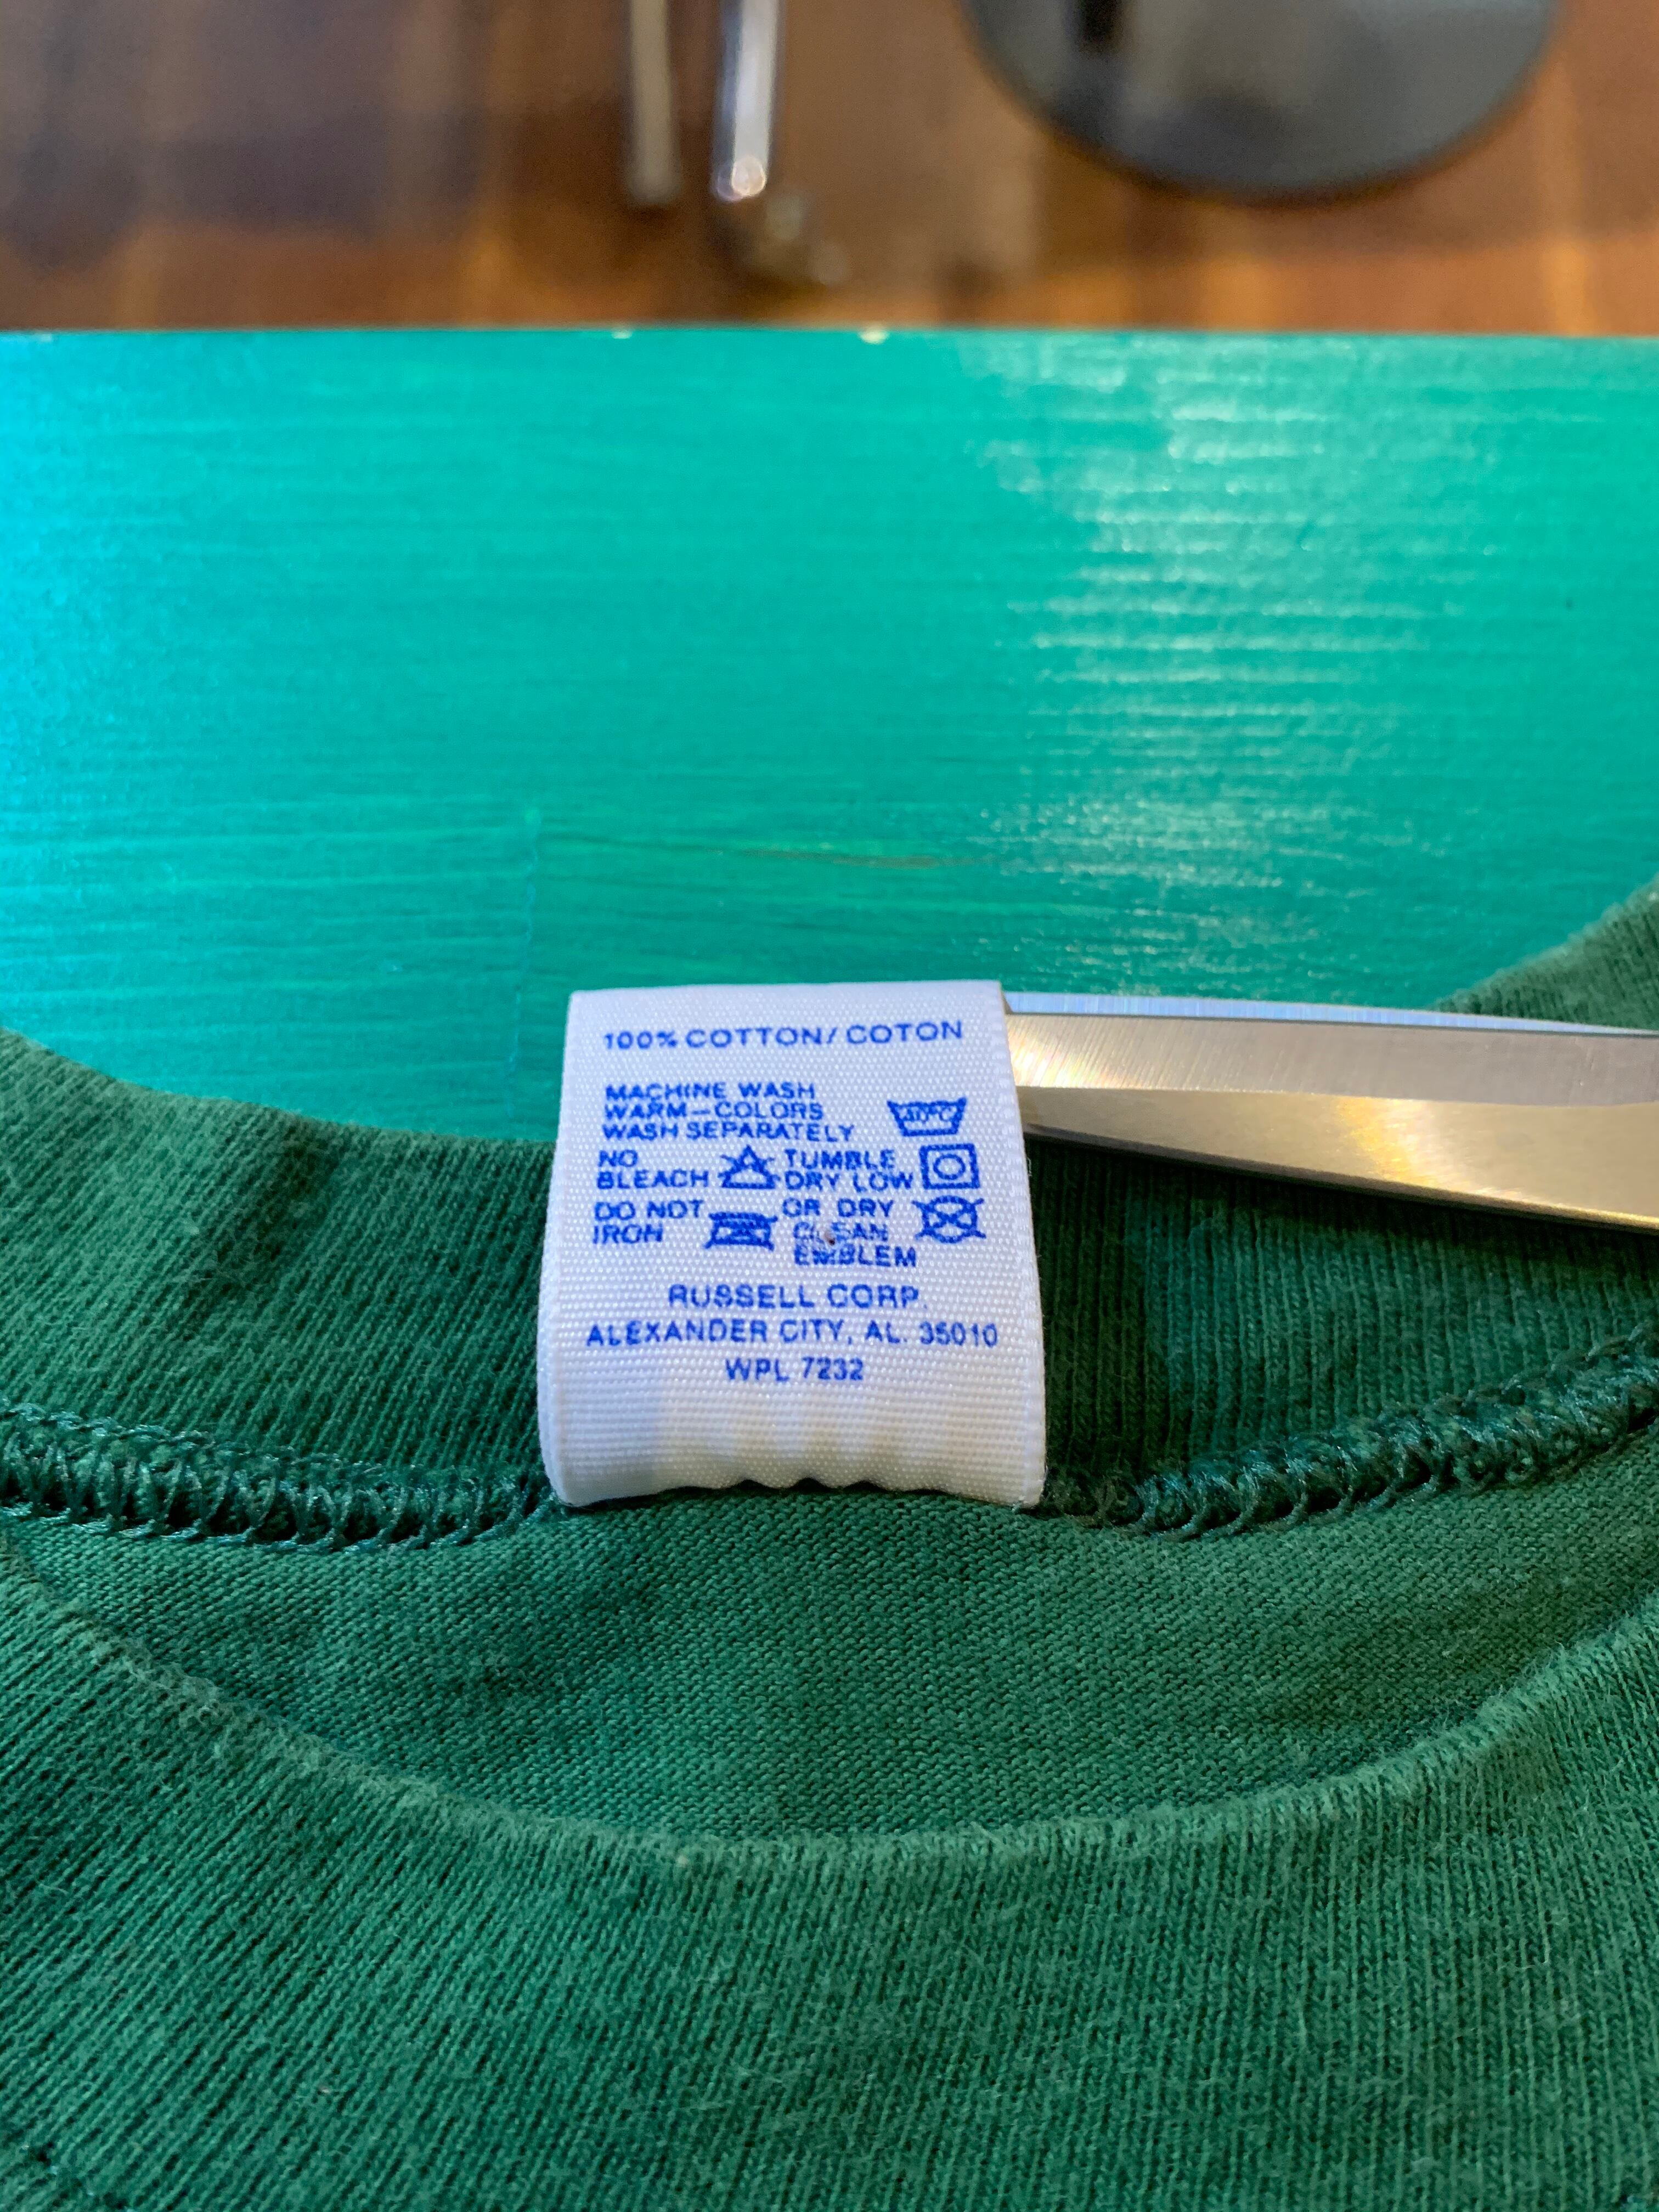 100% COTTON/COTON
MACHINE WASH
WARM-COLORS
WASH SEPARATELY
40°C
NO
BLEACH
TUMBLE
DRY LOW
DO NOT
IRON
OR DRY
CLEAN
EMBLEM
RUSSELL CORP.
ALEXANDER CITY, AL. 35010
WPL 7232